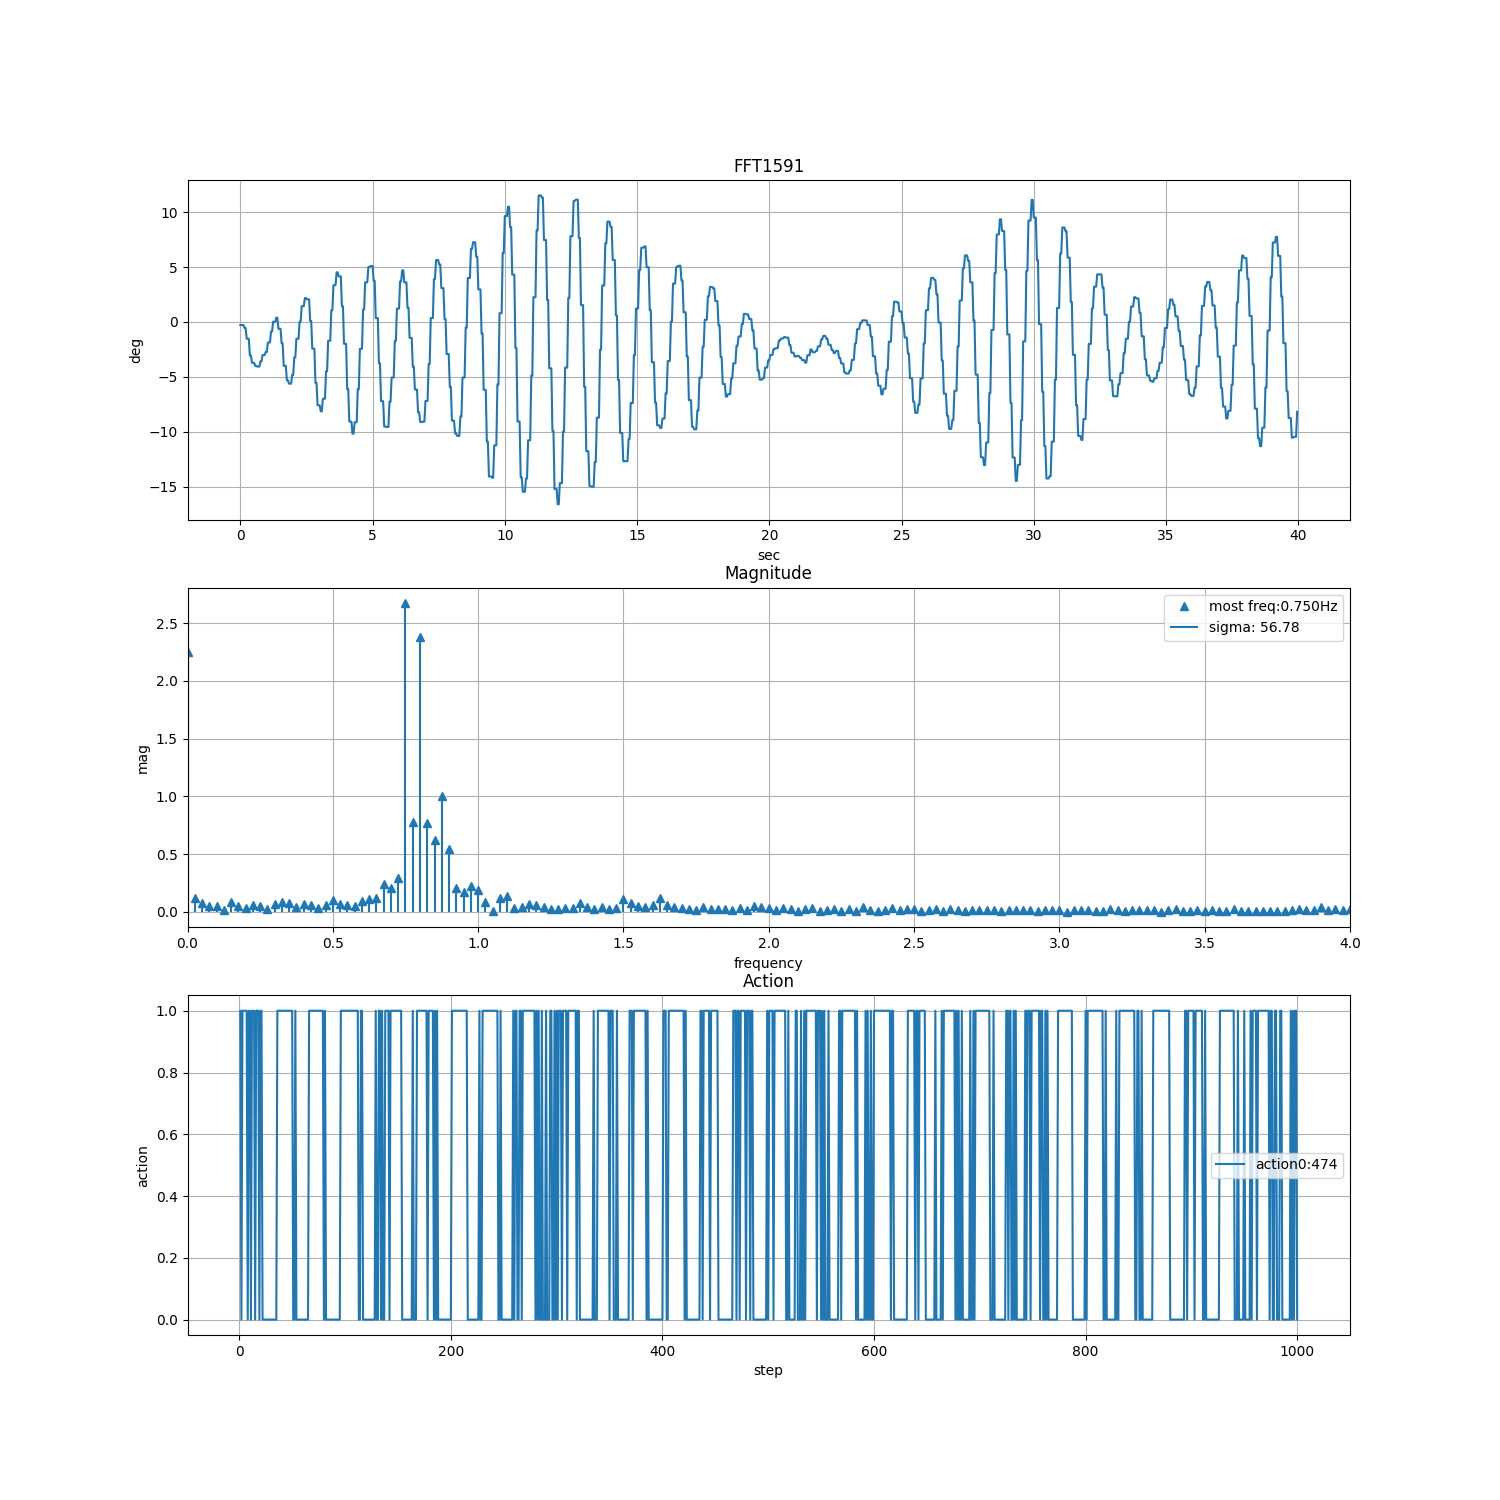 FFT1591
10
5
0
−5
−10
−15
deg
0 5 10 15 20 25 30 35 40
sec
Magnitude
most freq:0.750Hz
sigma: 56.78
2.5
2.0
1.5
1.0
0.5
0.0
mag
0.0 0.5 1.0 1.5 2.0 2.5 3.0 3.5 4.0
frequency
Action
1.0
0.8
0.6
0.4
0.2
0.0
action
action0:474
0 200 400 600 800 1000
step